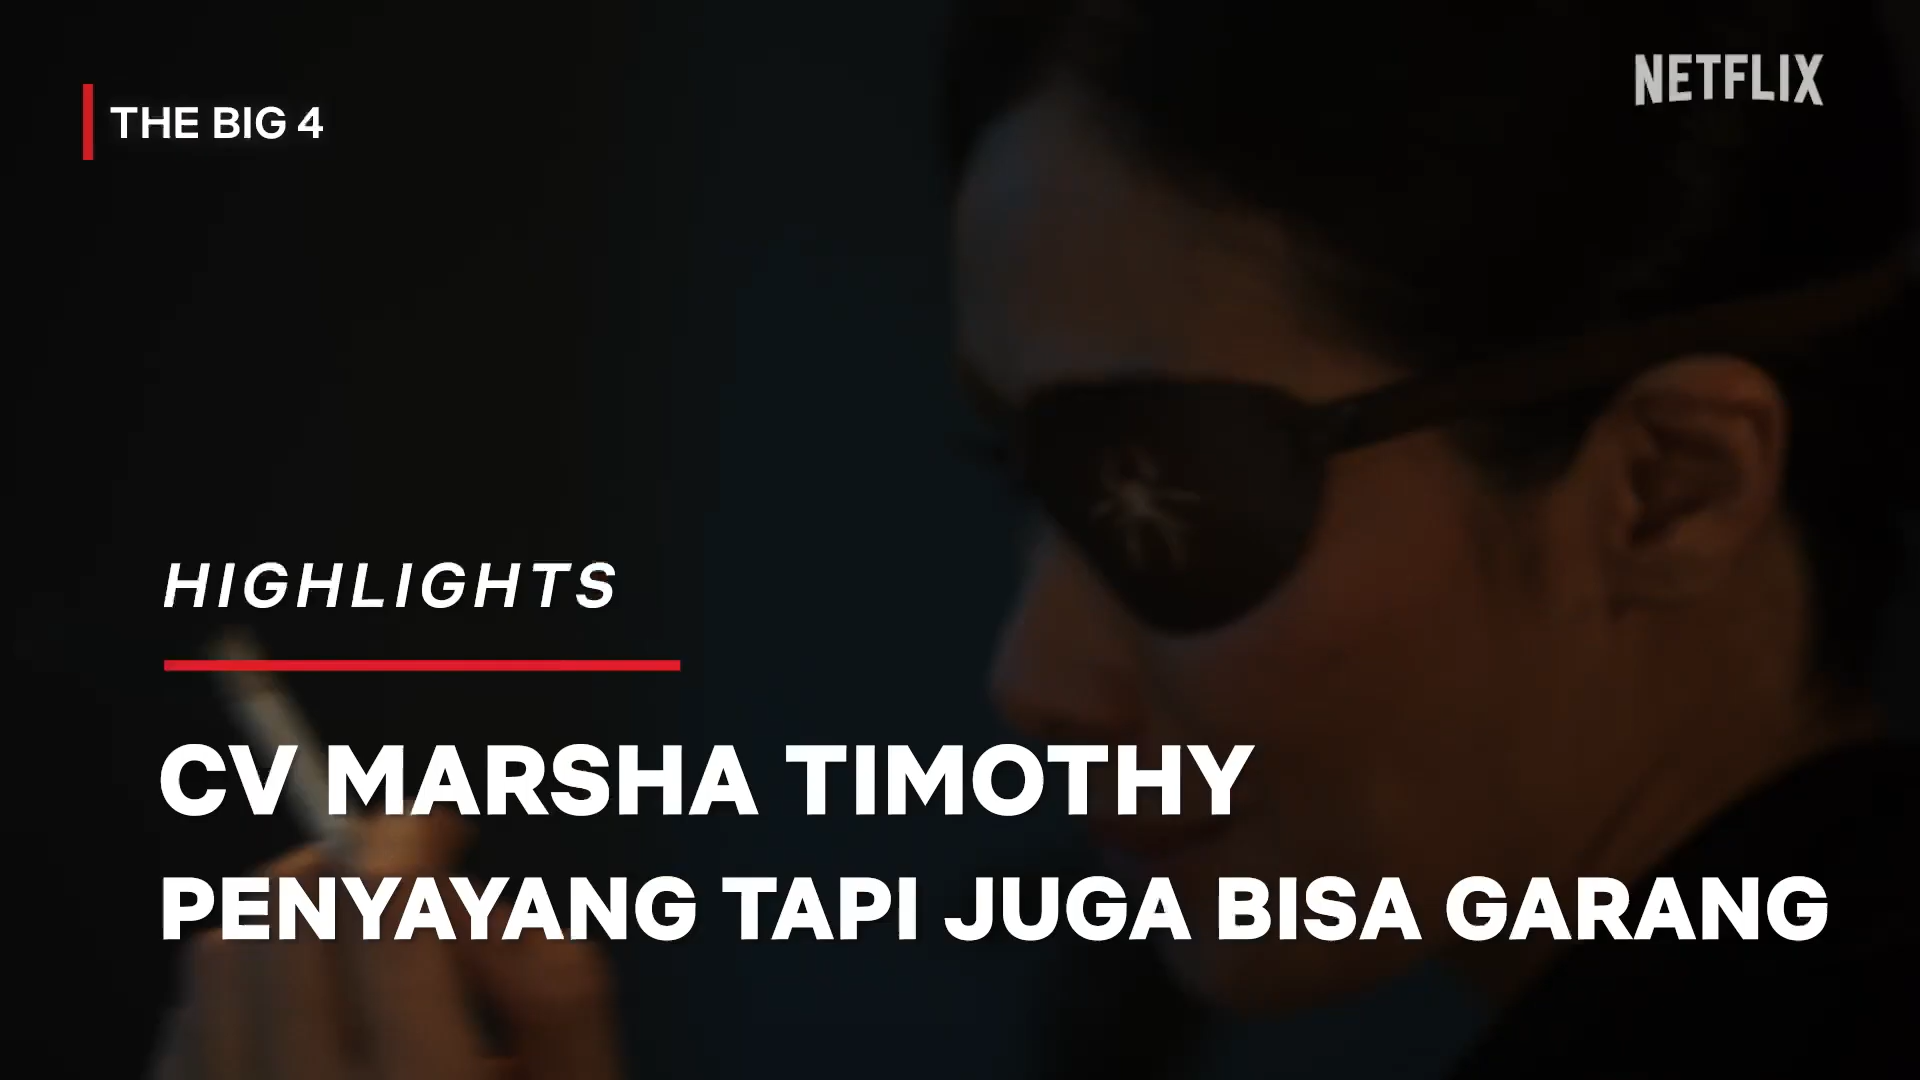 THE BIG 4
NETFLIX
HIGHLIGHTS
CV MARSHA TIMOTHY
PENYAYANG TAPI JUGA BISA GARANG